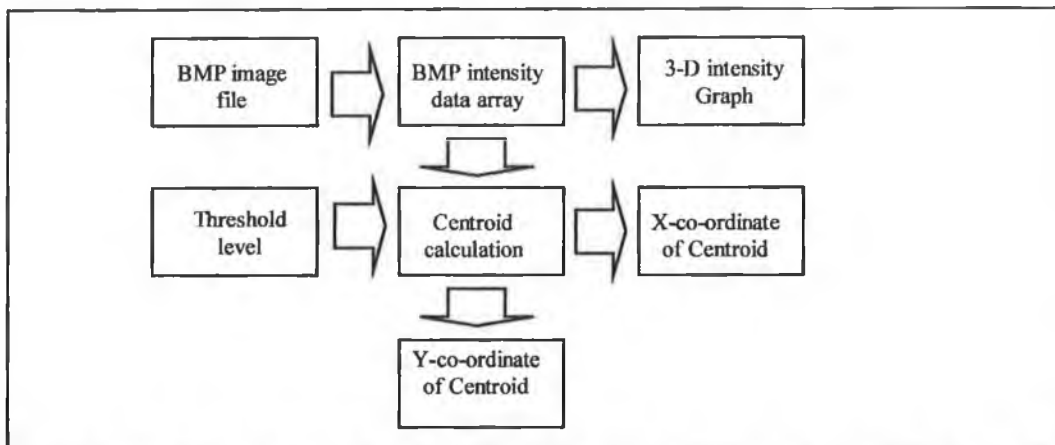 BMP image
file
BMP intensity
data array
3-D intensity
Graph
Threshold
level
Centroid
calculation
X-co-ordinate
of Centroid
Y-co-ordinate
of Centroid